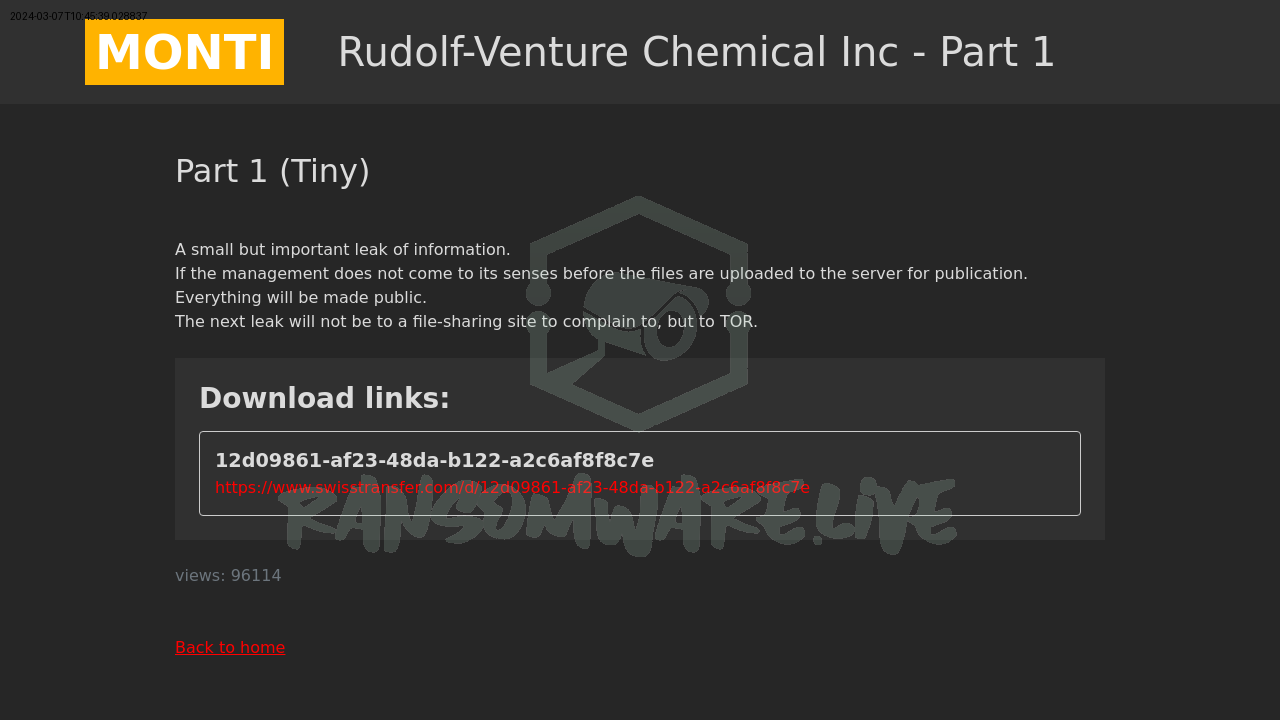 2024-03-07T10:45:39.028837
MONTI
Rudolf-Venture Chemical Inc - Part 1
Part 1 (Tiny)
A small but important leak of information.
If the management does not come to its senses before the files are uploaded to the server for publication.
Everything will be made public.
The next leak will not be to a file-sharing site to complain to, but to TOR.
Download links:
12d09861-af23-48da-b122-a2c6af8f8c7e
https://www.swisstransfer.com/d/12d09861-af23-48da-b122-a2c6af8f8c7e
RANSOMWARE.LIVE
views: 96114
Back to home